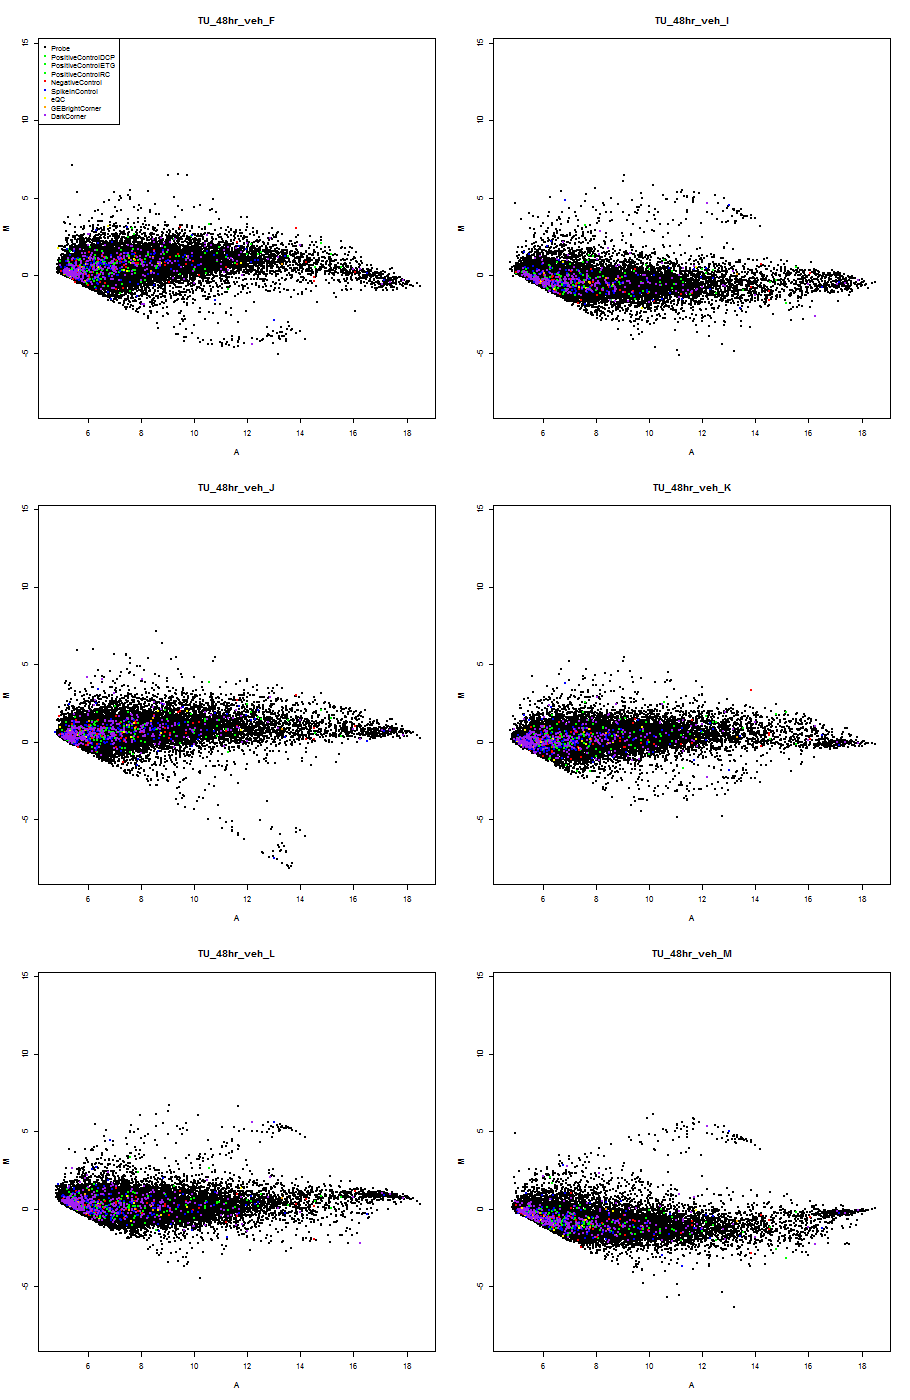 TU_48hr_veh_F
TU_48hr_veh_I
15
10
5
0
-5
M
Probe
PositiveControlDCP
PositiveControlETG
PositiveControlRC
NegativeControl
SpikeInControl
eQC
GEBrightCorner
DarkCorner
6 8 10 12 14 16 18
A
15
10
5
0
-5
M
6 8 10 12 14 16 18
A
TU_48hr_veh_J
TU_48hr_veh_K
15
10
5
0
-5
M
6 8 10 12 14 16 18
A
15
10
5
0
-5
M
6 8 10 12 14 16 18
A
TU_48hr_veh_L
TU_48hr_veh_M
15
10
5
0
-5
M
6 8 10 12 14 16 18
A
15
10
5
0
-5
M
6 8 10 12 14 16 18
A